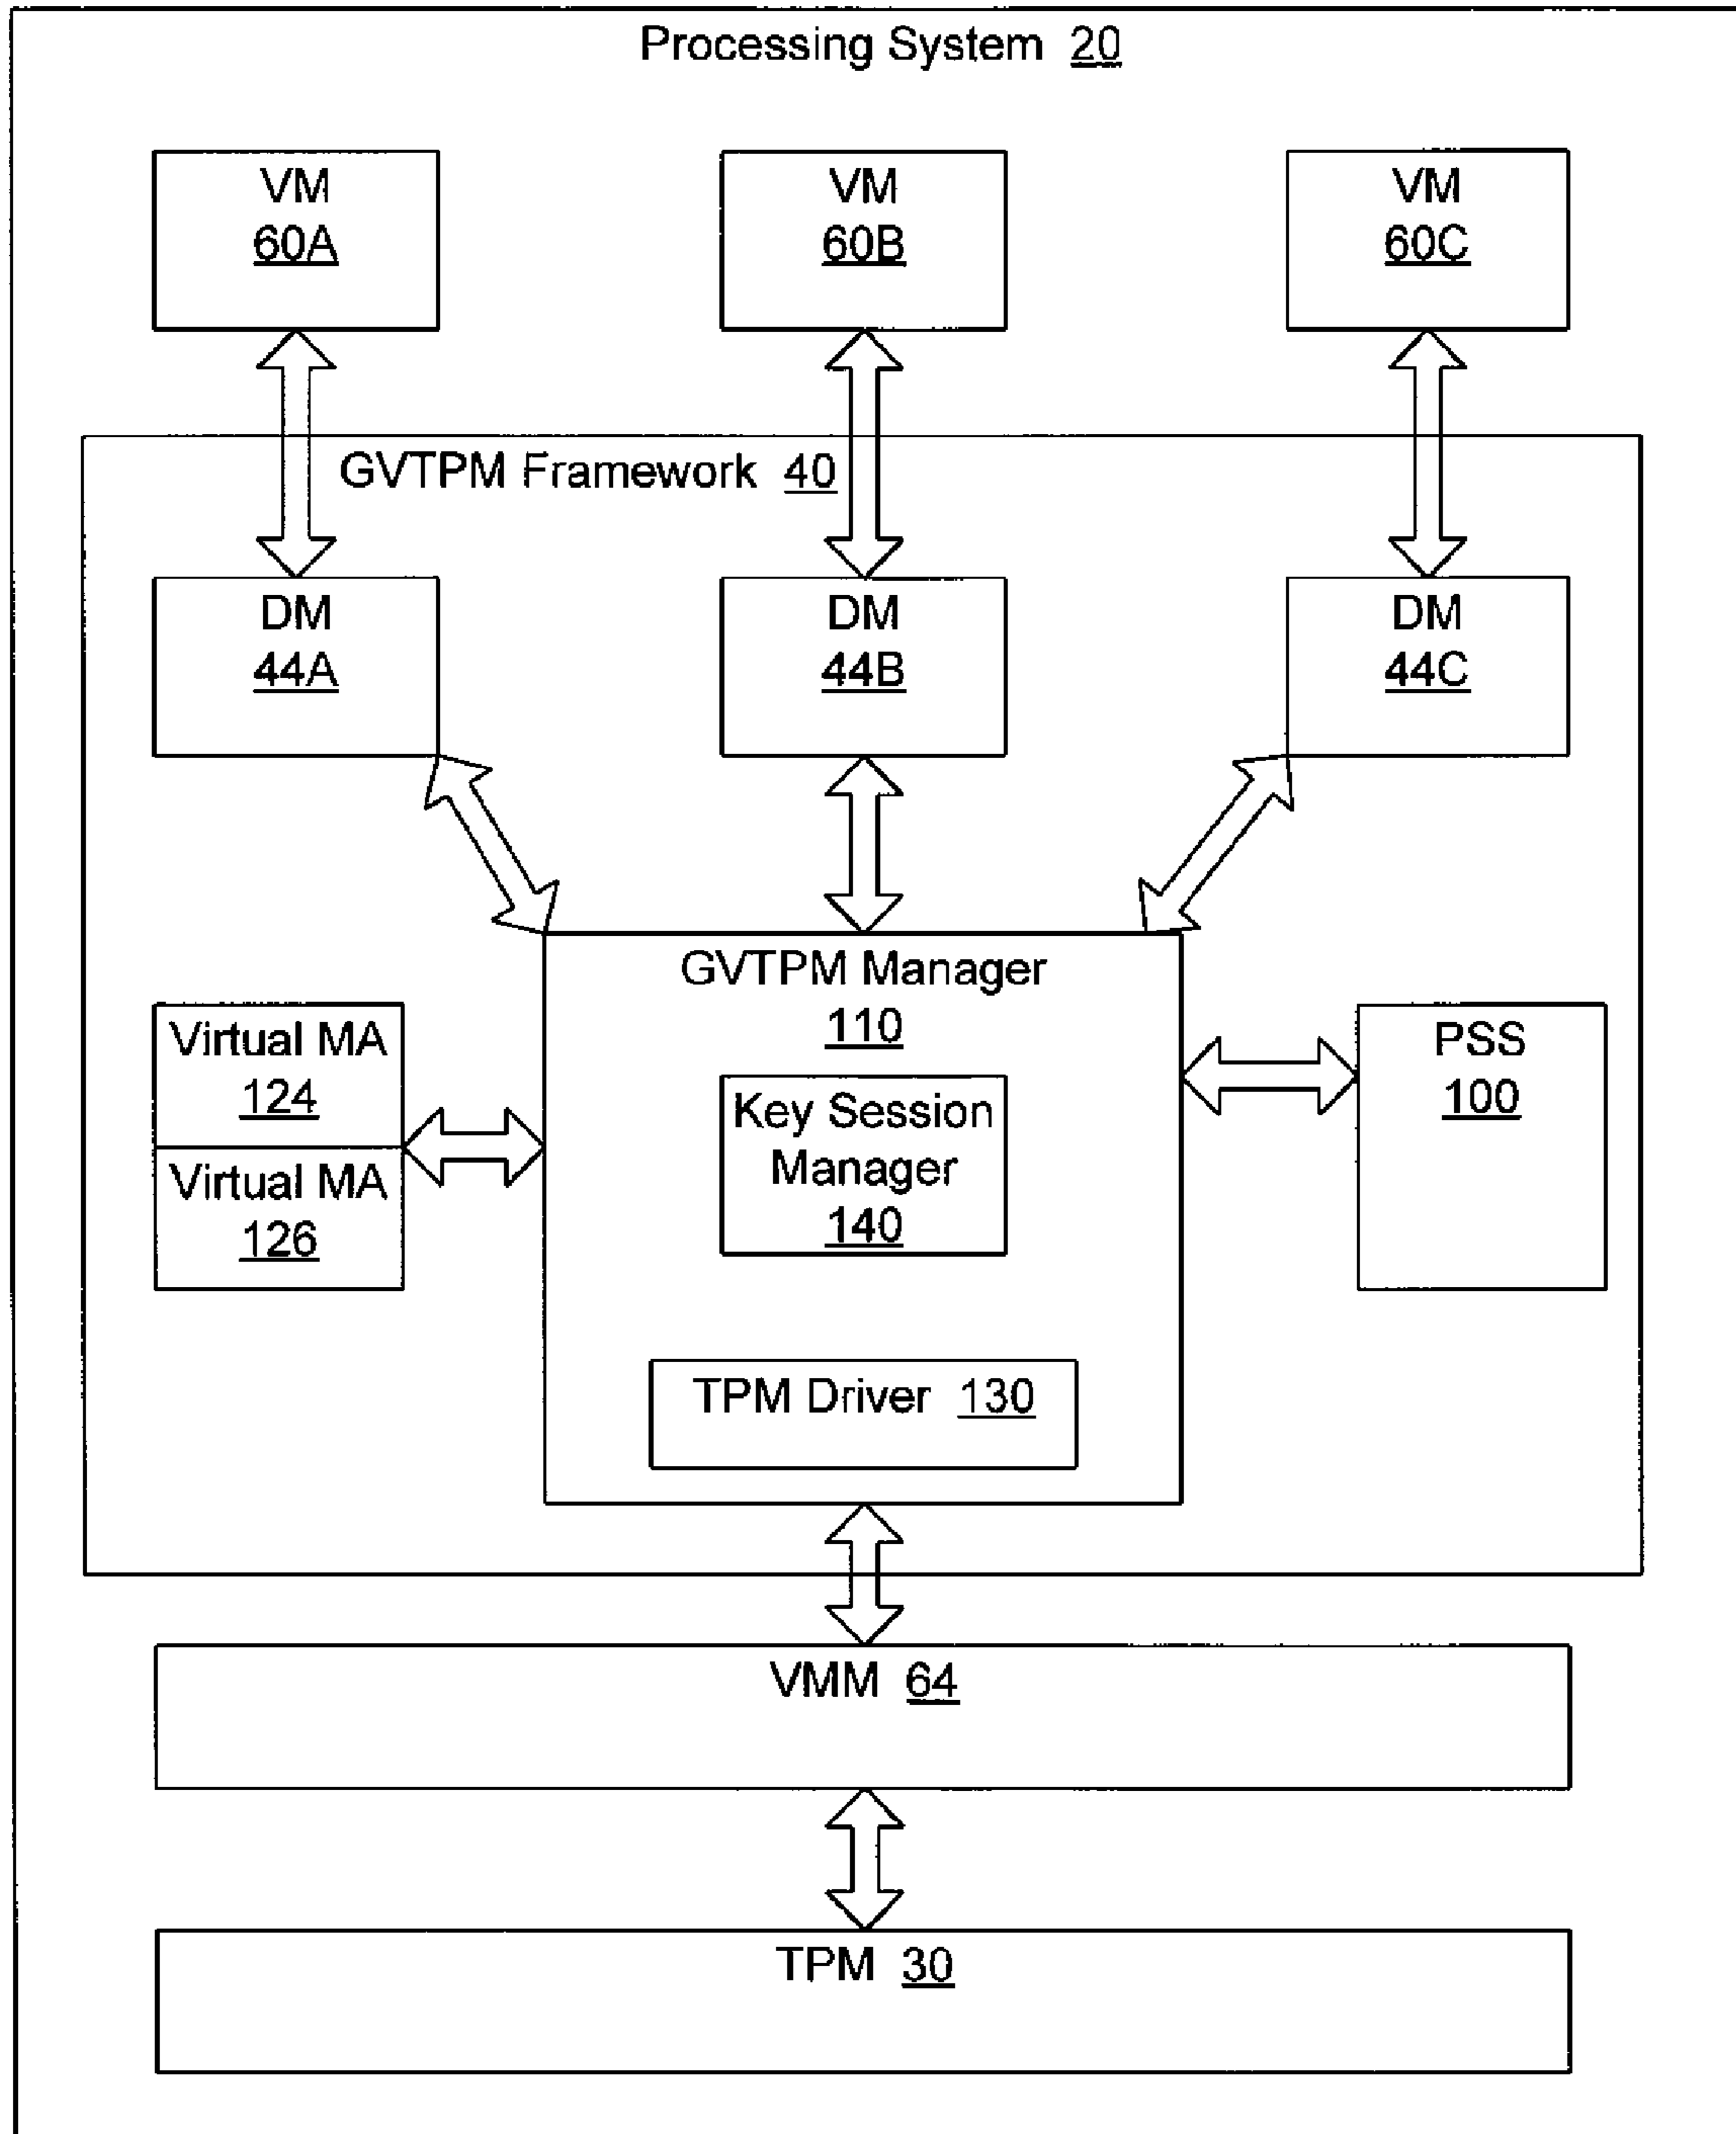 Processing System 20
VM
60A
VM
60B
VM
60C
GVTPM Framework 40
DM
44A
DM
44B
DM
44C
GVTPM Manager
110
Virtual MA
124
Virtual MA
126
Key Session
Manager
140
PSS
100
TPM Driver 130
VMM 64
TPM 30